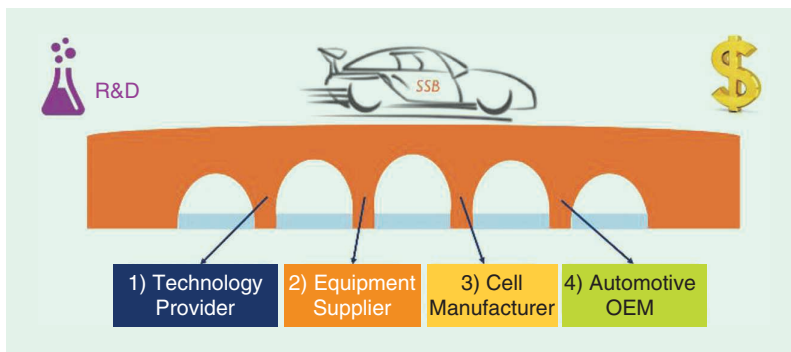 R&D
SSB
$
1) Technology
Provider
2) Equipment
Supplier
3) Cell
Manufacturer
4) Automotive
OEM